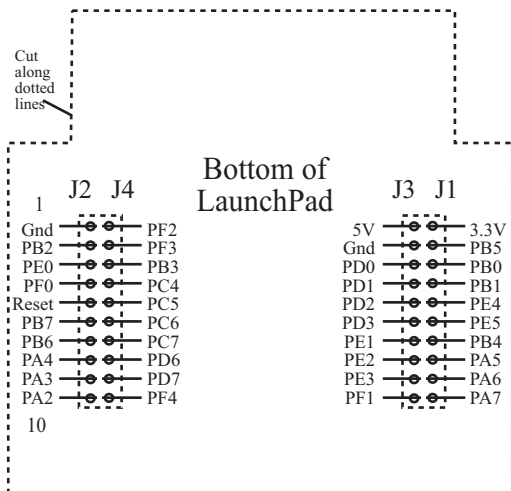 Cut
along
dotted
lines
Bottom of
LaunchPad
J2 J4
J3 J1
1
Gnd PF2
PB2 PF3
PE0 PB3
PF0 PC4
Reset PC5
PB7 PC6
PB6 PC7
PA4 PD6
PA3 PD7
PA2 PF4
10
5V 3.3V
Gnd PB5
PD0 PB0
PD1 PB1
PD2 PE4
PD3 PE5
PE1 PB4
PE2 PA5
PE3 PA6
PF1 PA7